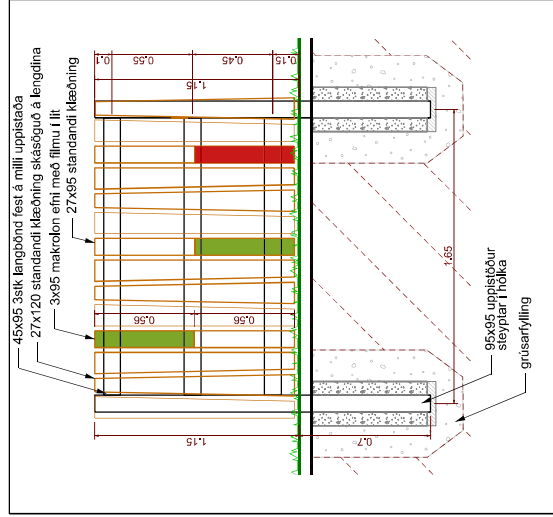 45x95 3stk langbönd fest á milli uppistaða
27x120 standandi klæðning skásöguð á lengdina
3x95 makrolon efni með filmu í lit
27x95 standandi klæðning
0.1
0.55
0.45
0.15
1.15
0.56
0.56
1.15
0.7
1.65
95x95 uppistöður
steyptar í hólka
grúsarfylling